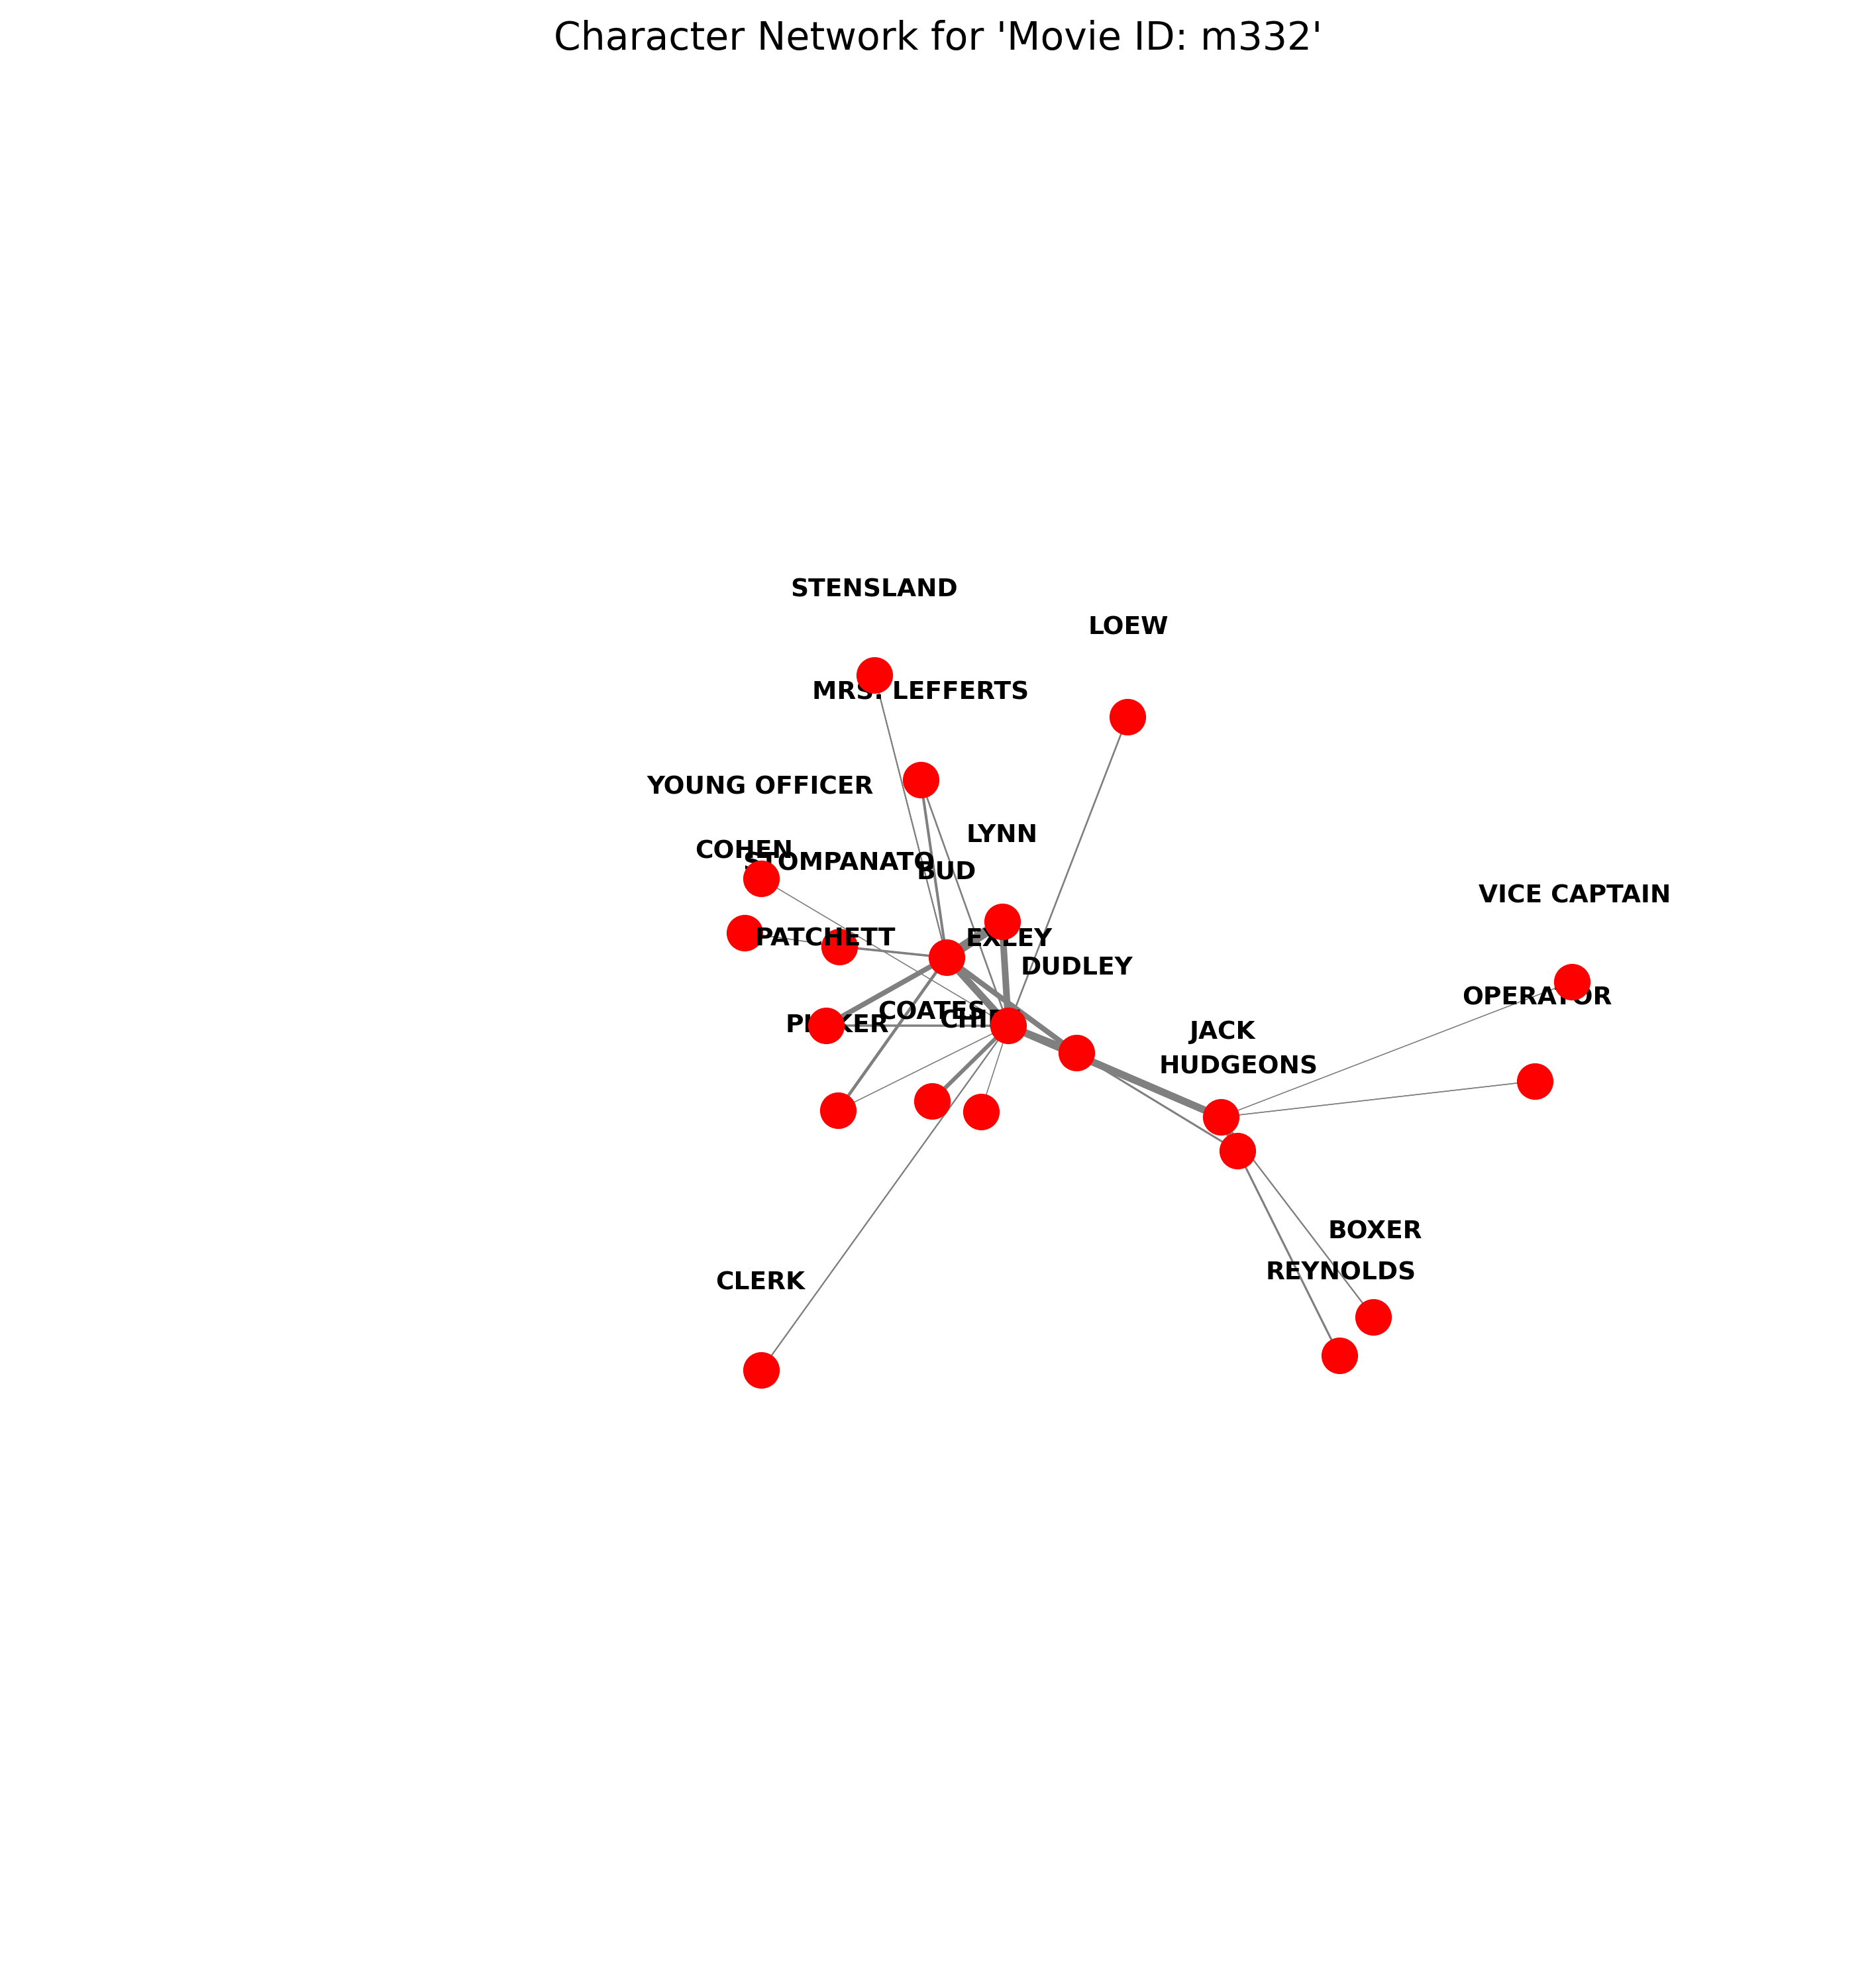 Character Network for 'Movie ID: m332'
STENSLAND
LOEW
MRS. LEFFERTS
YOUNG OFFICER
LYNN
COHEN
STOMPANATO
BUD
VICE CAPTAIN
PATCHETT
EXLEY
DUDLEY
OPERATOR
COATES
JACK
HUDGEONS
BOXER
REYNOLDS
CLERK